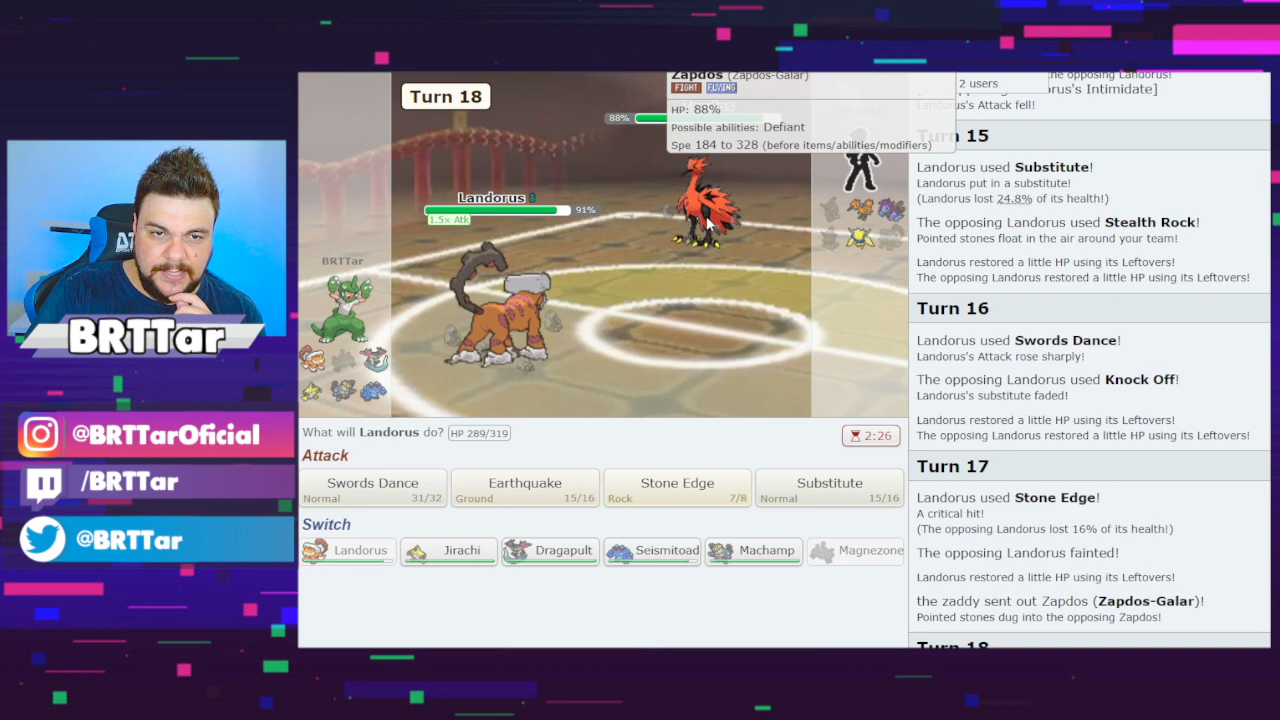 BRTTar
@BRTTarOficial
/BRTTar
@BRTTar
Turn 18
Zapdos (Zapdos-Galar)
FIGHT FLYING
HP: 88%
Possible abilities: Defiant
Spe 184 to 328 (before items/abilities/modifiers)
88%
Landorus
91%
1.5× Atk
BRTTar
What will Landorus do? HP 289/319
2:26
Attack
Swords Dance
Normal 31/32
Earthquake
Ground 15/16
Stone Edge
Rock 7/8
Substitute
Normal 15/16
Switch
Landorus
Jirachi
Dragapult
Seismitoad
Machamp
Magnezone
2 users
he opposing Landorus!
orus's Intimidate]
Landorus's Attack fell!
Turn 15
Landorus used Substitute!
Landorus put in a substitute!
(Landorus lost 24.8% of its health!)
The opposing Landorus used Stealth Rock!
Pointed stones float in the air around your team!
Landorus restored a little HP using its Leftovers!
The opposing Landorus restored a little HP using its Leftovers!
Turn 16
Landorus used Swords Dance!
Landorus's Attack rose sharply!
The opposing Landorus used Knock Off!
Landorus's substitute faded!
Landorus restored a little HP using its Leftovers!
The opposing Landorus restored a little HP using its Leftovers!
Turn 17
Landorus used Stone Edge!
A critical hit!
(The opposing Landorus lost 16% of its health!)
The opposing Landorus fainted!
Landorus restored a little HP using its Leftovers!
the zaddy sent out Zapdos (Zapdos-Galar)!
Pointed stones dug into the opposing Zapdos!
Turn 18